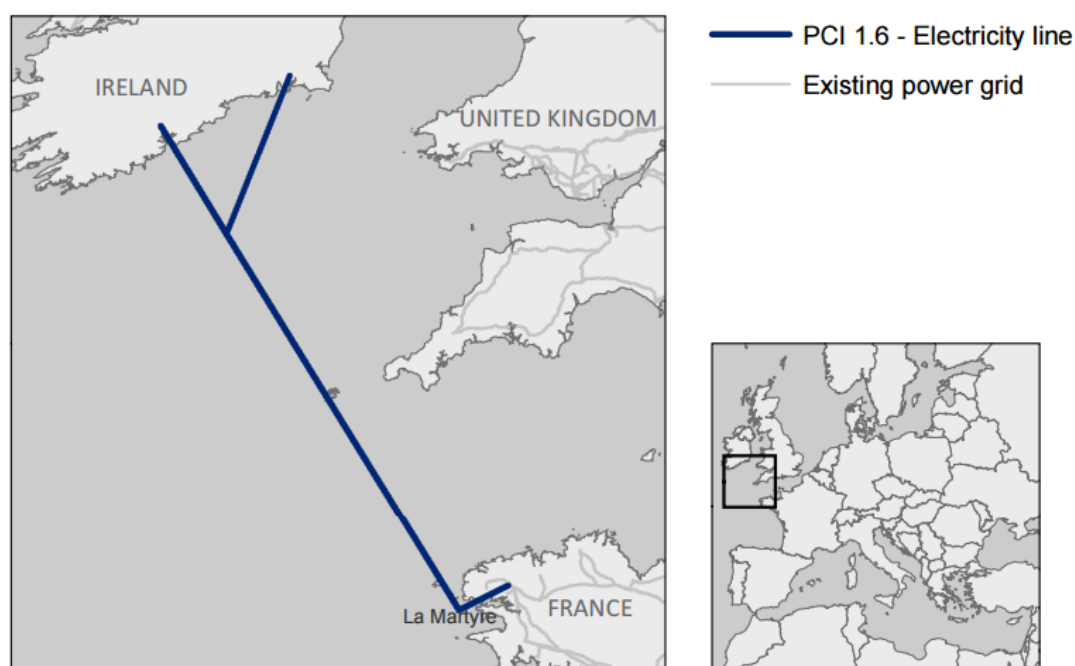 IRELAND
UNITED KINGDOM
La Martyre
FRANCE
PCI 1.6 - Electricity line
Existing power grid